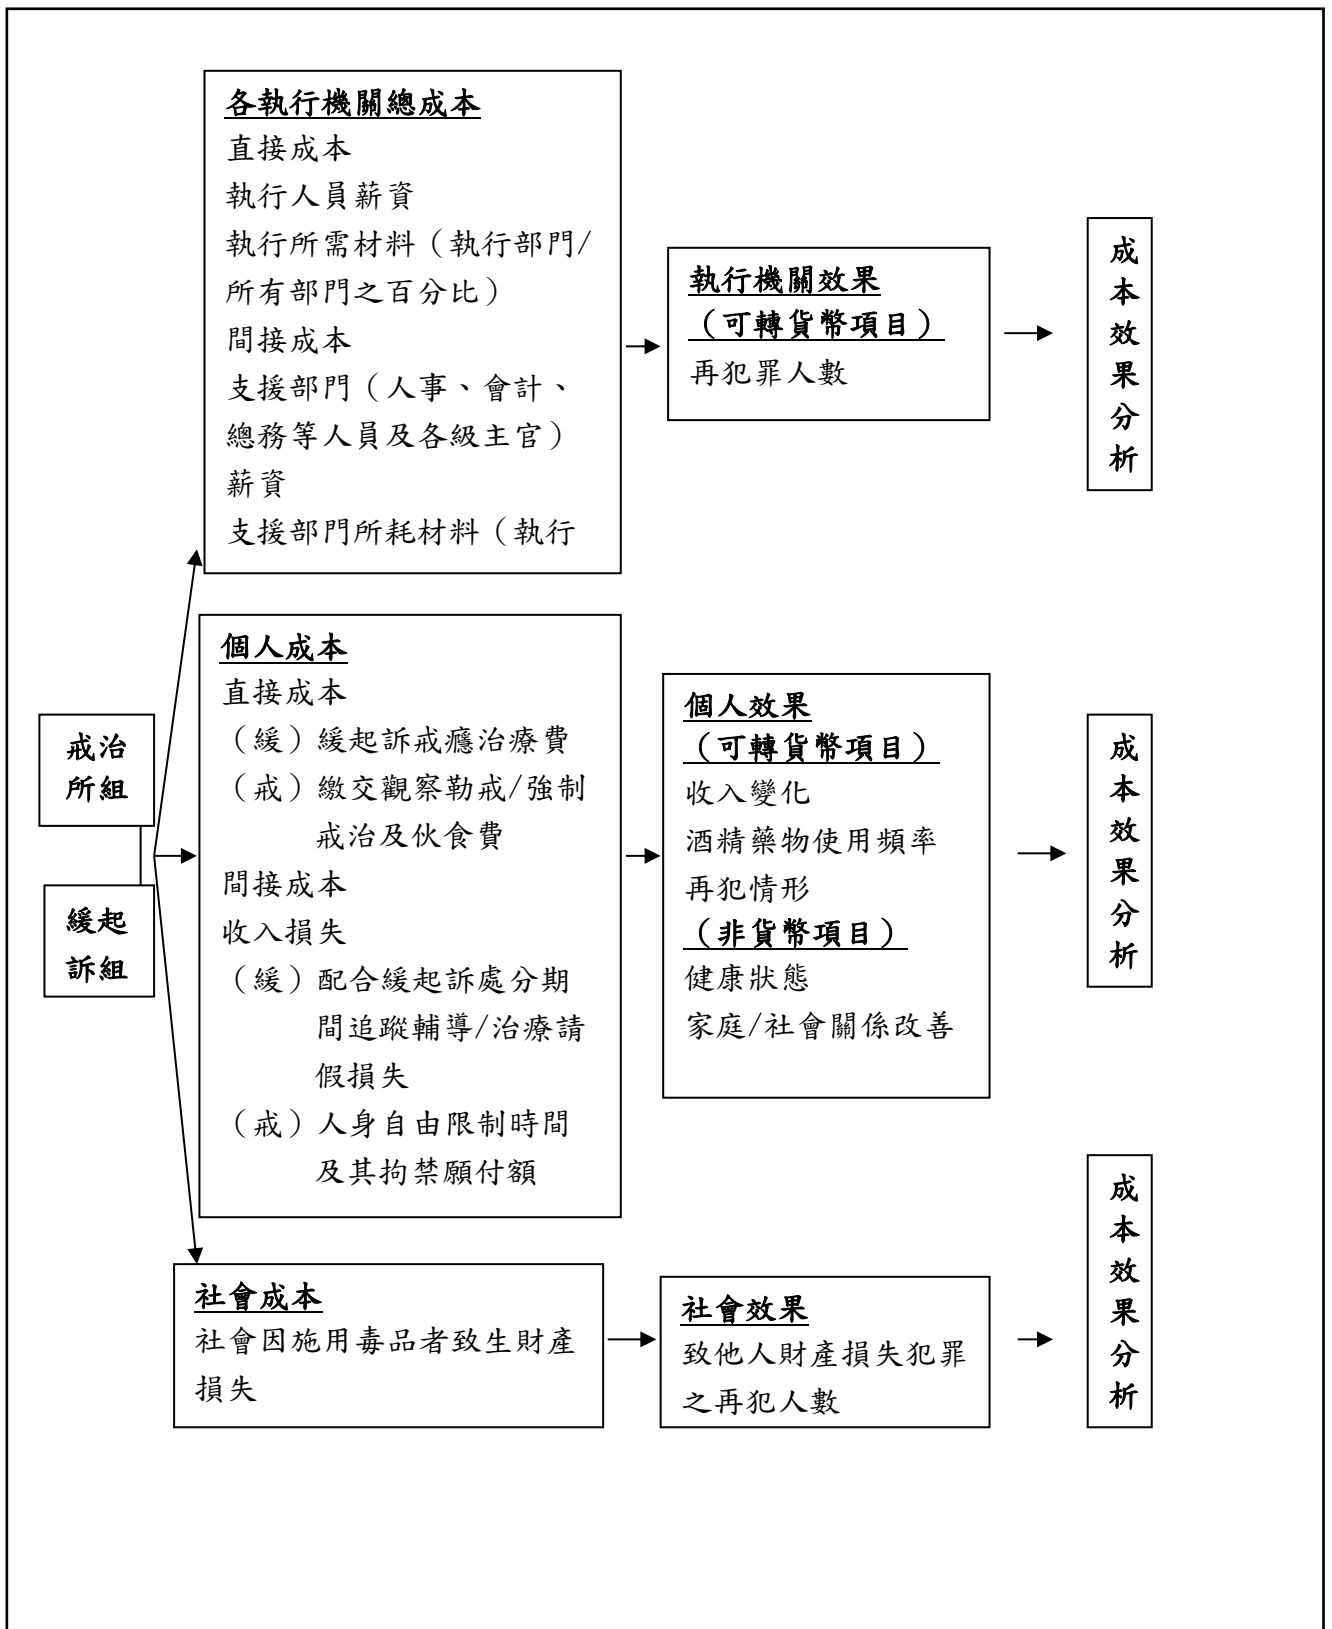 各執行機關總成本
直接成本
執行人員薪資
執行所需材料（執行部門/
所有部門之百分比）
間接成本
支援部門（人事、會計、
總務等人員及各級主官）
薪資
支援部門所耗材料（執行
執行機關效果
（可轉貨幣項目）
再犯罪人數
成
本
效
果
分
析
戒治
所組
緩起
訴組
個人成本
直接成本
（緩）緩起訴戒癮治療費
（戒）繳交觀察勒戒/強制
戒治及伙食費
間接成本
收入損失
（緩）配合緩起訴處分期
間追蹤輔導/治療請
假損失
（戒）人身自由限制時間
及其拘禁願付額
個人效果
（可轉貨幣項目）
收入變化
酒精藥物使用頻率
再犯情形
（非貨幣項目）
健康狀態
家庭/社會關係改善
成
本
效
果
分
析
社會成本
社會因施用毒品者致生財產
損失
社會效果
致他人財產損失犯罪
之再犯人數
成
本
效
果
分
析